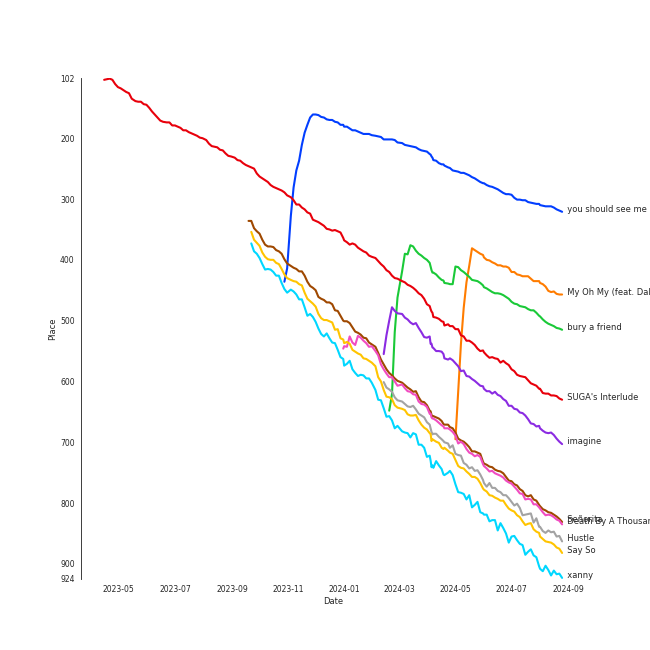 102
200
300
400
500
600
700
800
900
924
Place
2023-05
2023-07
2023-09
2023-11
2024-01
2024-03
2024-05
2024-07
2024-09
Date
you should see me
My Oh My (feat. Dal
bury a friend
SUGA's Interlude
imagine
Señorita
Death By A Thousan
Hustle
Say So
xanny